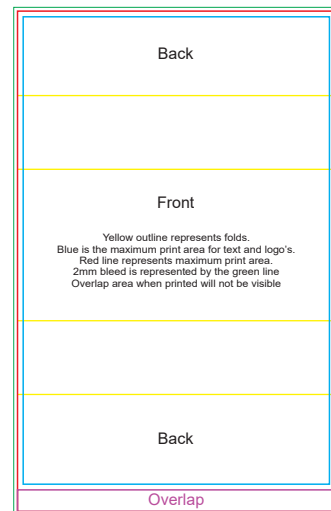 Back
Front
Yellow outline represents folds.
Blue is the maximum print area for text and logo's.
Red line represents maximum print area.
2mm bleed is represented by the green line
Overlap area when printed will not be visible
Back
Overlap